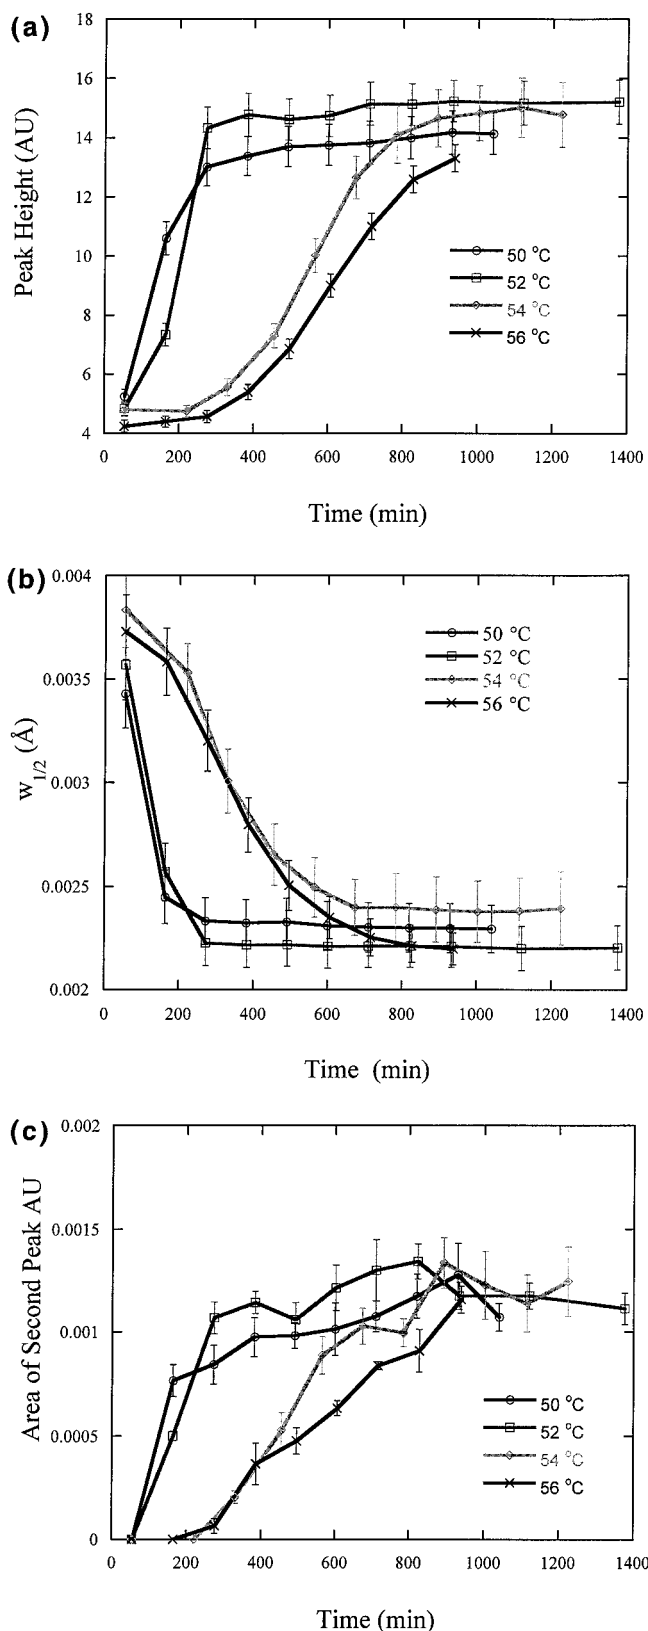 (a)
18
16
14
12
10
8
6
4
Peak Height (AU)
50 °C
52 °C
54 °C
56 °C
0 200 400 600 800 1000 1200 1400
Time (min)
(b)
0.004
0.0035
0.003
0.0025
0.002
w1/2 (Å)
50 °C
52 °C
54 °C
56 °C
0 200 400 600 800 1000 1200 1400
Time (min)
(c)
0.002
0.0015
0.001
0.0005
0
Area of Second Peak AU
50 °C
52 °C
54 °C
56 °C
0 200 400 600 800 1000 1200 1400
Time (min)